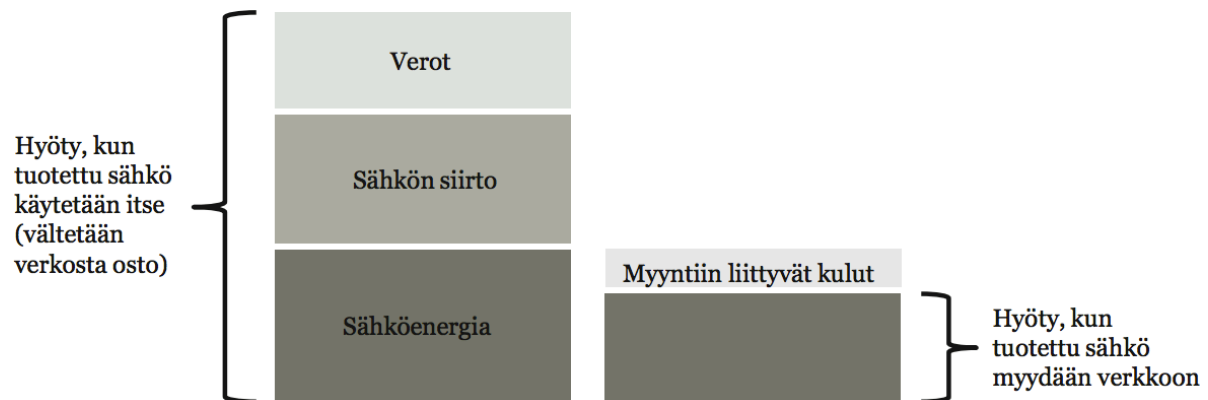 Verot
Sähkön siirto
Sähköenergia
Hyöty, kun
tuotettu sähkö
käytetään itse
(vältetään
verkosta osto)
Myyntiin liittyvät kulut
Hyöty, kun
tuotettu sähkö
myydään verkkoon